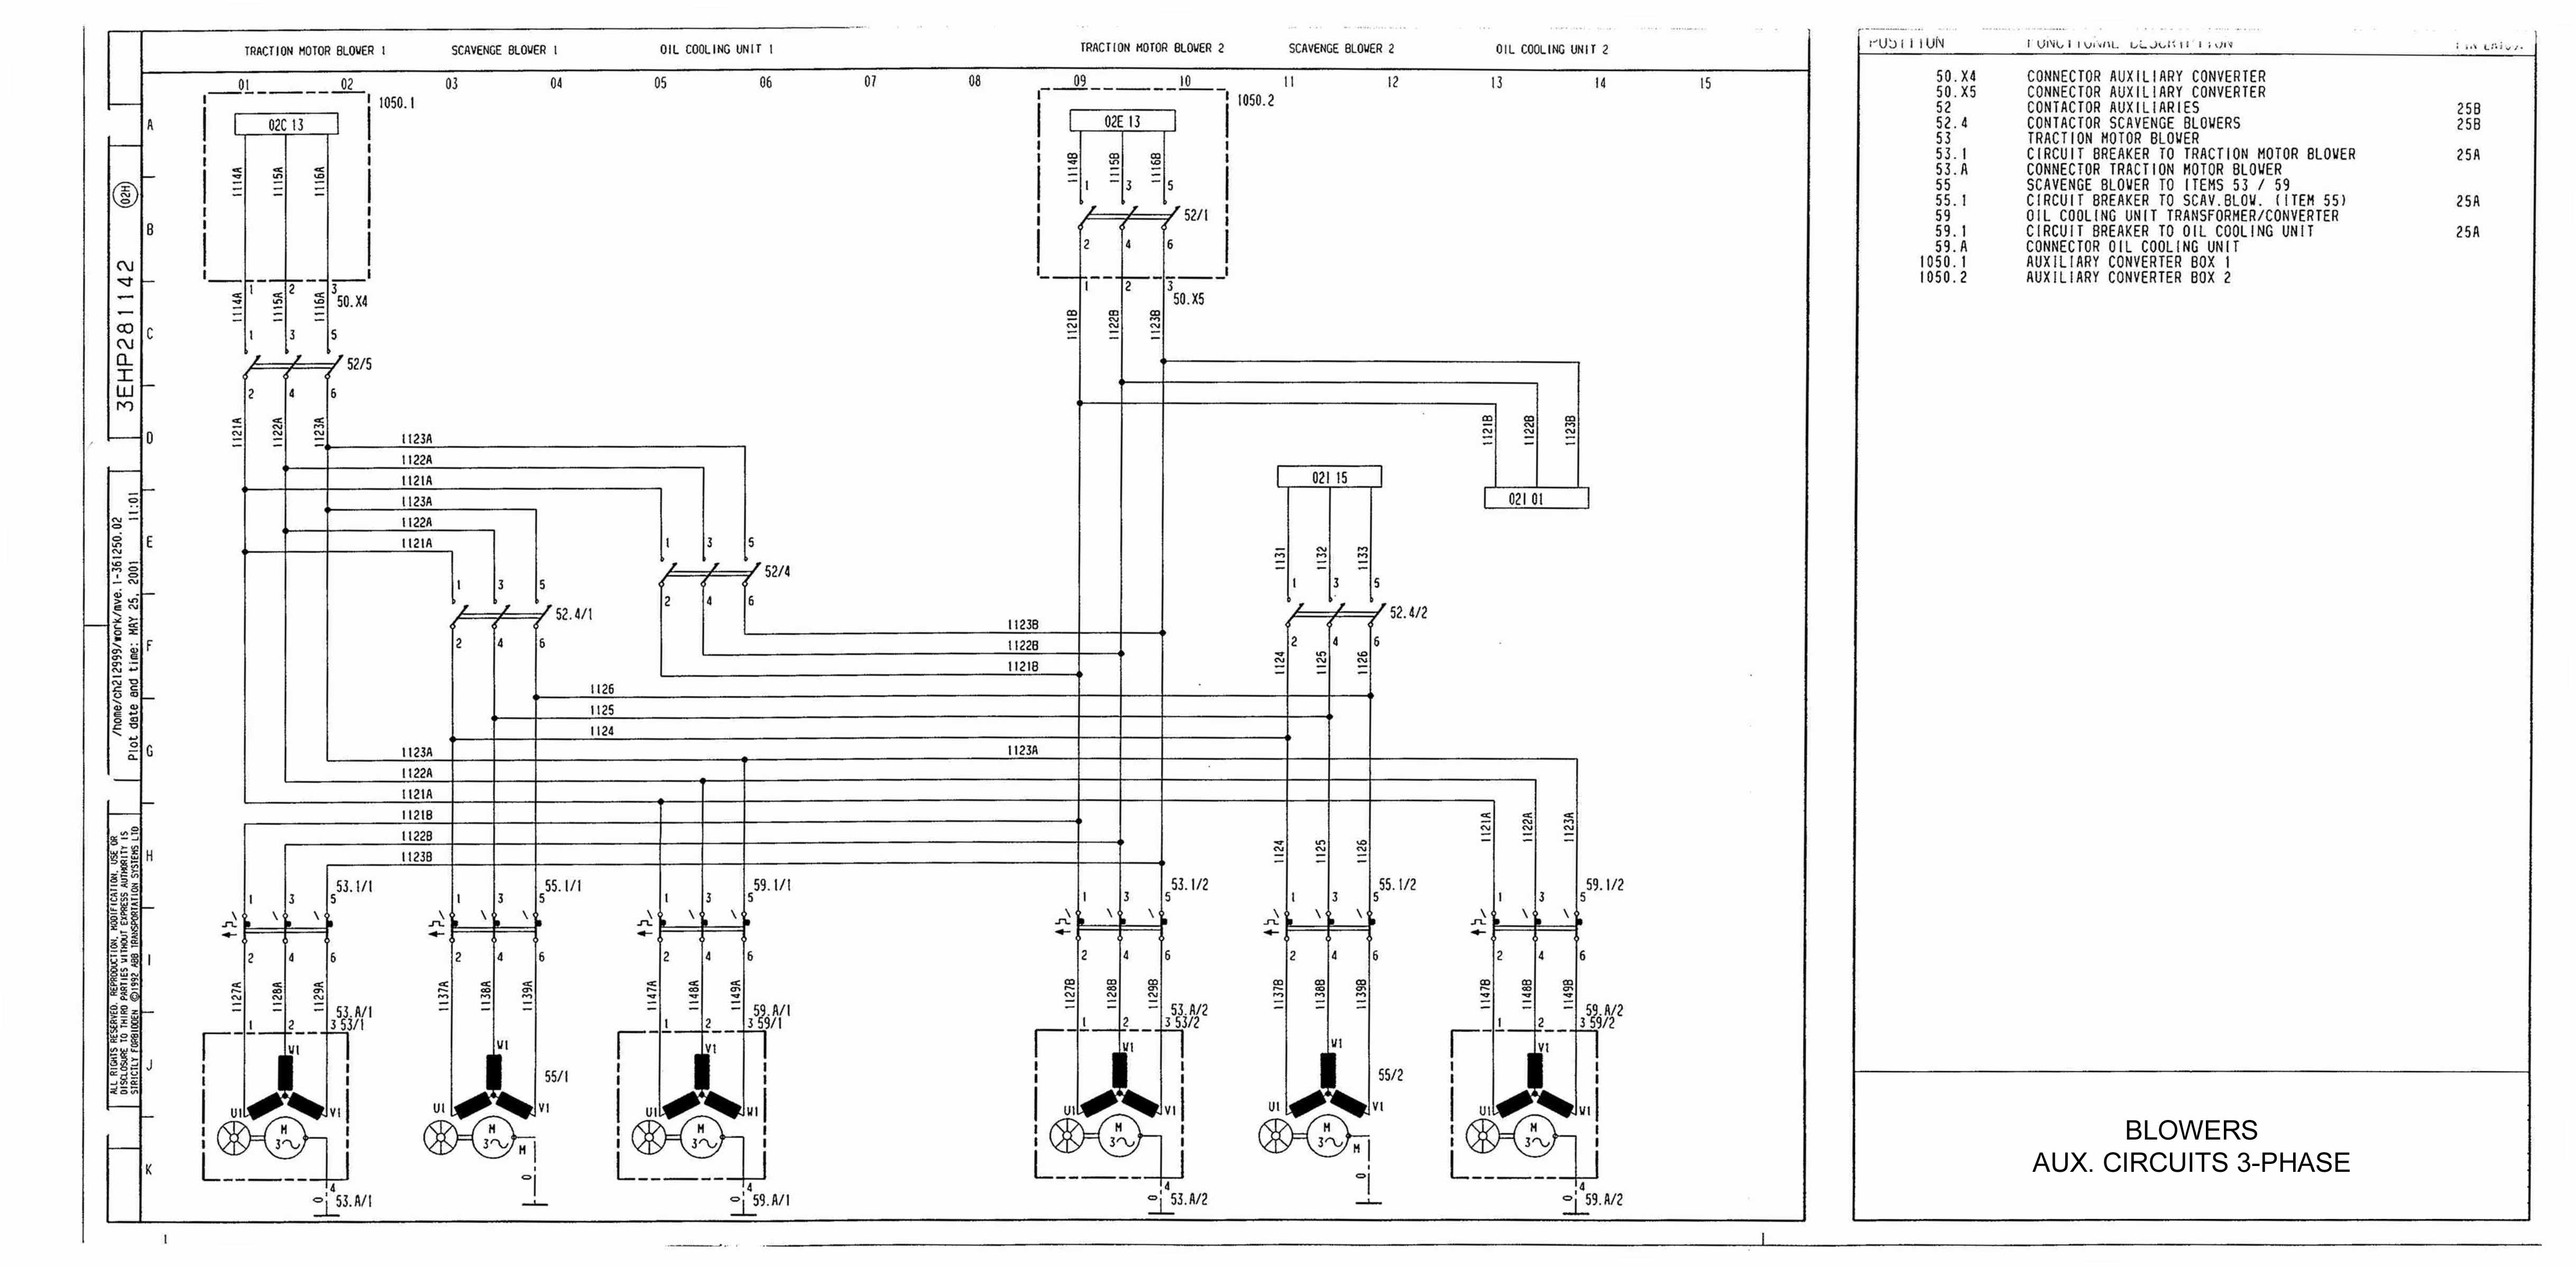 TRACTION MOTOR BLOWER 1
SCAVENGE BLOWER 1
OIL COOLING UNIT 1
TRACTION MOTOR BLOWER 2
SCAVENGE BLOWER 2
OIL COOLING UNIT 2
01 02 03 04 05 06 07 08 09 10 11 12 13 14 15
A
B
C
D
E
F
G
H
I
J
K
02H
3EHP281142
/home/ch212999/work/mve.1-361250.02
Plot date and time: MAY 25, 2001 11:01
ALL RIGHTS RESERVED. REPRODUCTION, MODIFICATION, USE OR
DISCLOSURE TO THIRD PARTIES WITHOUT EXPRESS AUTHORITY IS
STRICTLY FORBIDDEN ©1992 ABB TRANSPORTATION SYSTEMS LTD
1050.1
02C 13
1114A 1115A 1116A
1 2 3
50.X4
1114A 1115A 1116A
1 3 5
52/5
2 4 6
1121A 1122A 1123A
1050.2
02E 13
1114B 1115B 1116B
1 3 5
52/1
2 4 6
1 2 3
50.X5
1121B 1122B 1123B
1123A
1122A
1121A
1123A
1122A
1121A
1 3 5
52/4
2 4 6
1 3 5
52.4/1
2 4 6
1121B 1122B 1123B
02I 01
02I 15
1131 1132 1133
1 3 5
52.4/2
2 4 6
1124 1125 1126
1123B
1122B
1121B
1126
1125
1124
1123A 1123A
1122A
1121A
1121B
1122B
1123B
1124 1125 1126
1121A 1122A 1123A
1 3 5 53.1/1
1 3 5 55.1/1
1 3 5 59.1/1
1 3 5 53.1/2
1 3 5 55.1/2
1 3 5 59.1/2
2 4 6
2 4 6
2 4 6
2 4 6
2 4 6
2 4 6
1127A 1128A 1129A
1137A 1138A 1139A
1147A 1148A 1149A
1127B 1128B 1129B
1137B 1138B 1139B
1147B 1148B 1149B
53.A/1
1 2 3 53/1
59.A/1
1 2 3 59/1
53.A/2
1 2 3 53/2
59.A/2
1 2 3 59/2
W1 W1 V1 W1 W1 V1
55/1 55/2
U1 V1
U1 V1
U1 W1
U1 V1
U1 V1
U1 W1
M 3
M 3 M
M 3
M 3
M 3 M
M 3
0 4 53.A/1
0
0 4 59.A/1
0 4 53.A/2
0
0 4 59.A/2
1
POSITION FUNCTIONAL DESCRIPTION
50.X4 CONNECTOR AUXILIARY CONVERTER
50.X5 CONNECTOR AUXILIARY CONVERTER
52 CONTACTOR AUXILIARIES 25B
52.4 CONTACTOR SCAVENGE BLOWERS 25B
53 TRACTION MOTOR BLOWER
53.1 CIRCUIT BREAKER TO TRACTION MOTOR BLOWER 25A
53.A CONNECTOR TRACTION MOTOR BLOWER
55 SCAVENGE BLOWER TO ITEMS 53 / 59
55.1 CIRCUIT BREAKER TO SCAV.BLOW. (ITEM 55) 25A
59 OIL COOLING UNIT TRANSFORMER/CONVERTER
59.1 CIRCUIT BREAKER TO OIL COOLING UNIT 25A
59.A CONNECTOR OIL COOLING UNIT
1050.1 AUXILIARY CONVERTER BOX 1
1050.2 AUXILIARY CONVERTER BOX 2
BLOWERS
AUX. CIRCUITS 3-PHASE